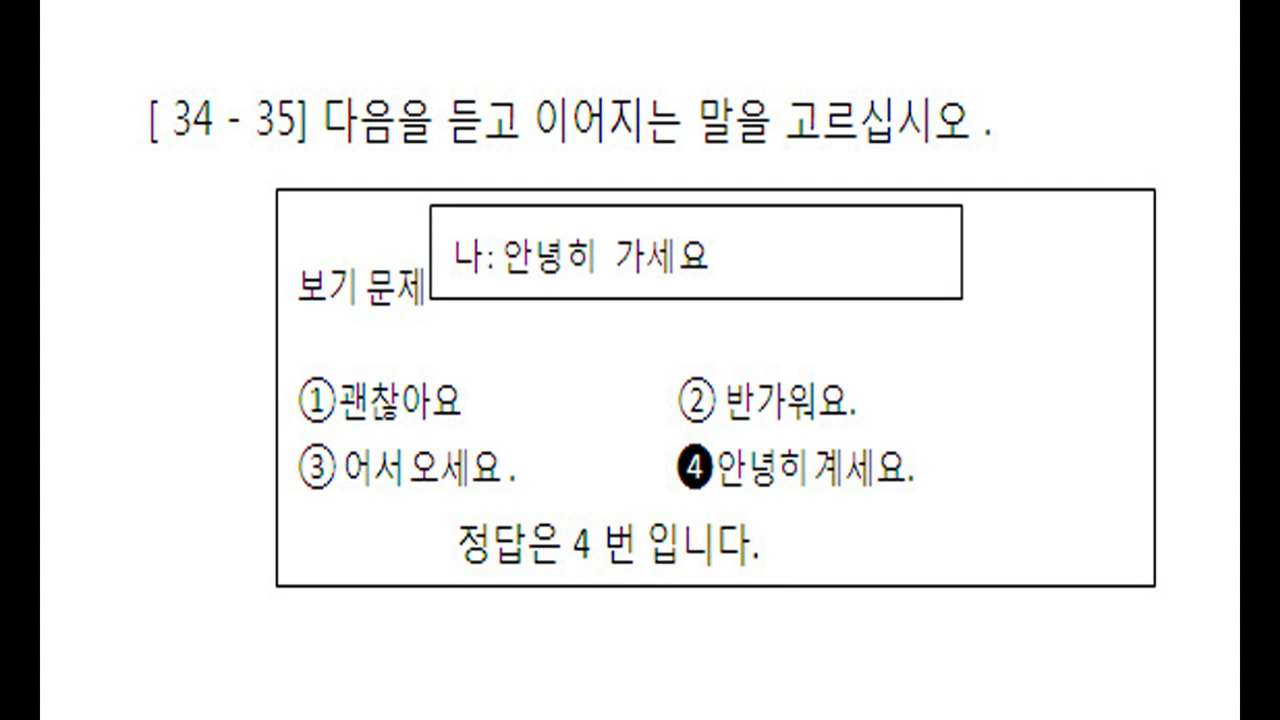 [ 34 - 35] 다음을 듣고 이어지는 말을 고르십시오 .
나: 안녕히 가세요
보기 문제
①괜찮아요 ② 반가워요.
③ 어서 오세요 . ❹안녕히 계세요.
정답은 4 번 입니다.